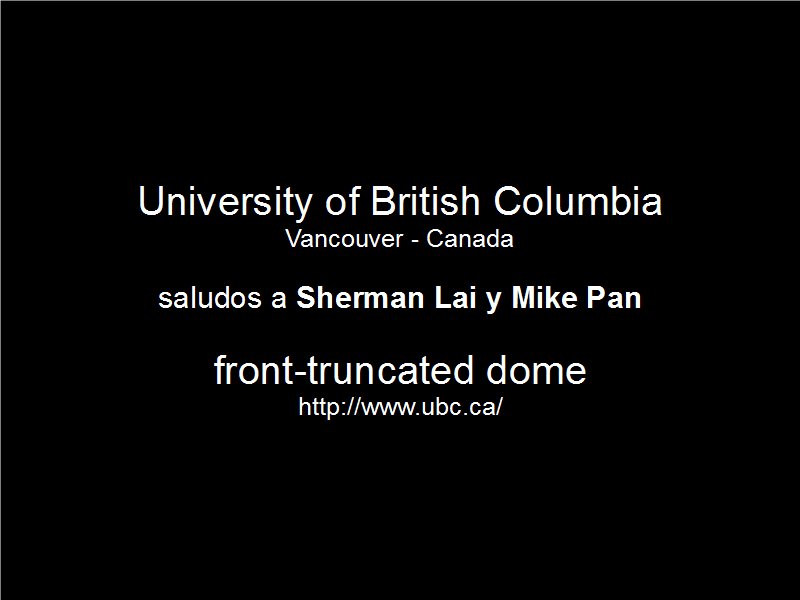 University of British Columbia
Vancouver - Canada
saludos a Sherman Lai y Mike Pan
front-truncated dome
http://www.ubc.ca/